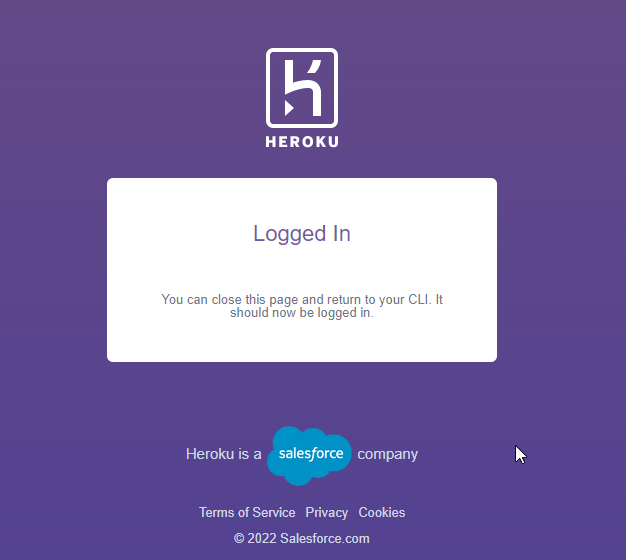 HEROKU
Logged In
You can close this page and return to your CLI. It
should now be logged in.
Heroku is a salesforce company
Terms of Service Privacy Cookies
© 2022 Salesforce.com